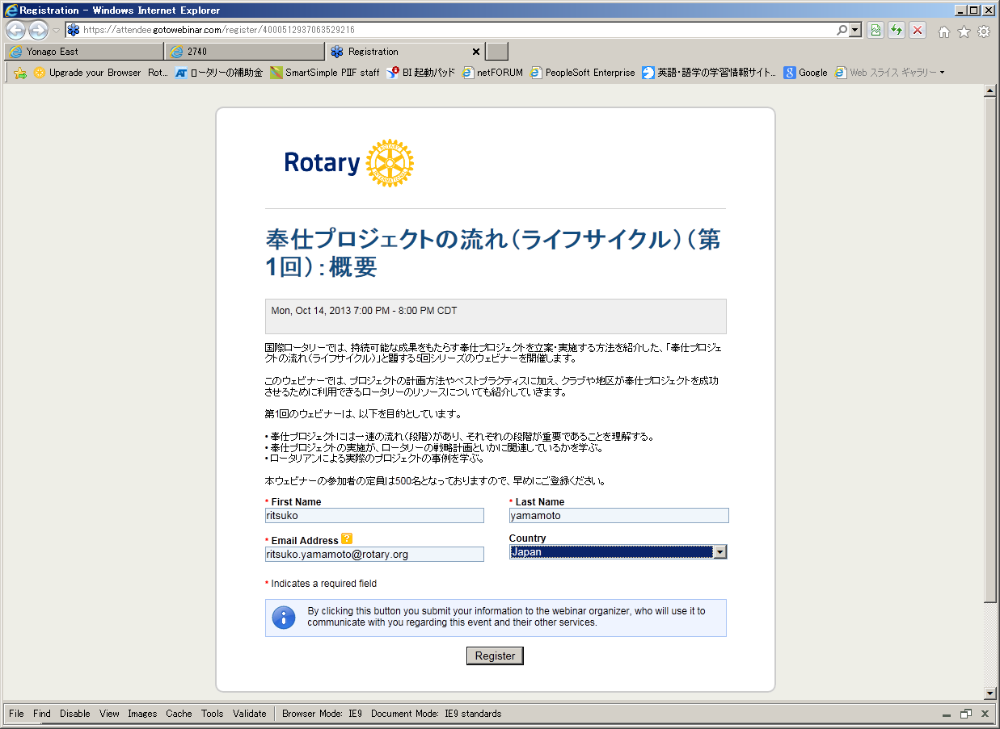 Registration - Windows Internet Explorer
https://attendee.gotowebinar.com/register/4000512937063529216
Yonago East 2740 Registration
Upgrade your Browser Rot... ロータリーの補助金 SmartSimple PIIF staff BI 起動パッド netFORUM PeopleSoft Enterprise 英語・語学の学習情報サイト... Google Web スライス ギャラリー
Rotary
ROTARY INTERNATIONAL
奉仕プロジェクトの流れ（ライフサイクル）（第
1回）：概要
Mon, Oct 14, 2013 7:00 PM - 8:00 PM CDT
国際ロータリーでは、持続可能な成果をもたらす奉仕プロジェクトを立案・実施する方法を紹介した、「奉仕プロジェ
クトの流れ（ライフサイクル）」と題する5回シリーズのウェビナーを開催します。
このウェビナーでは、プロジェクトの計画方法やベストプラクティスに加え、クラブや地区が奉仕プロジェクトを成功
させるために利用できるロータリーのリソースについても紹介していきます。
第1回のウェビナーは、以下を目的としています。
・奉仕プロジェクトには一連の流れ（段階）があり、それぞれの段階が重要であることを理解する。
・奉仕プロジェクトの実施が、ロータリーの戦略計画といかに関連しているかを学ぶ。
・ロータリアンによる実際のプロジェクトの事例を学ぶ。
本ウェビナーの参加者の定員は500名となっておりますので、早めにご登録ください。
* First Name * Last Name
ritsuko yamamoto
* Email Address ? Country
ritsuko.yamamoto@rotary.org Japan
* Indicates a required field
By clicking this button you submit your information to the webinar organizer, who will use it to
communicate with you regarding this event and their other services.
Register
File Find Disable View Images Cache Tools Validate Browser Mode: IE9 Document Mode: IE9 standards